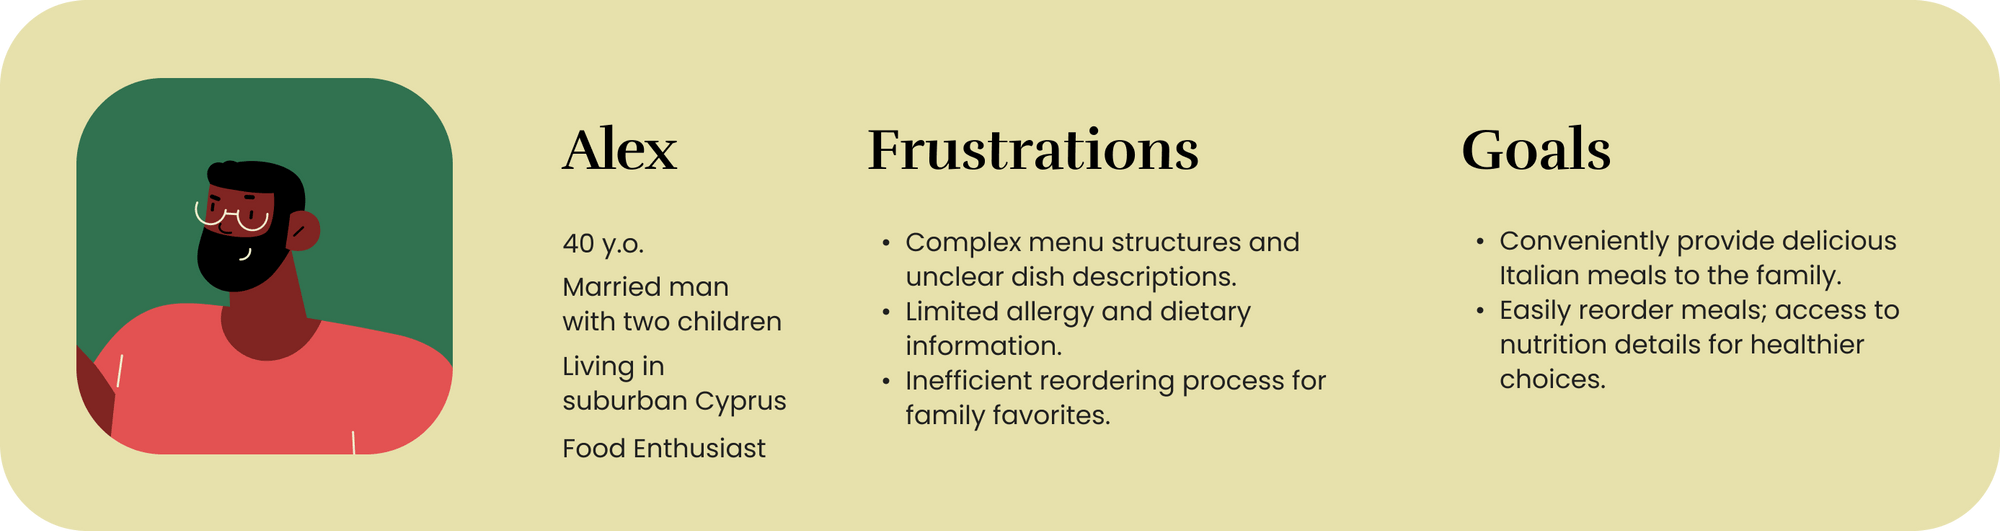 Alex
40 y.o.
Married man
with two children
Living in
suburban Cyprus
Food Enthusiast
Frustrations
• Complex menu structures and
unclear dish descriptions.
• Limited allergy and dietary
information.
• Inefficient reordering process for
family favorites.
Goals
• Conveniently provide delicious
Italian meals to the family.
• Easily reorder meals; access to
nutrition details for healthier
choices.